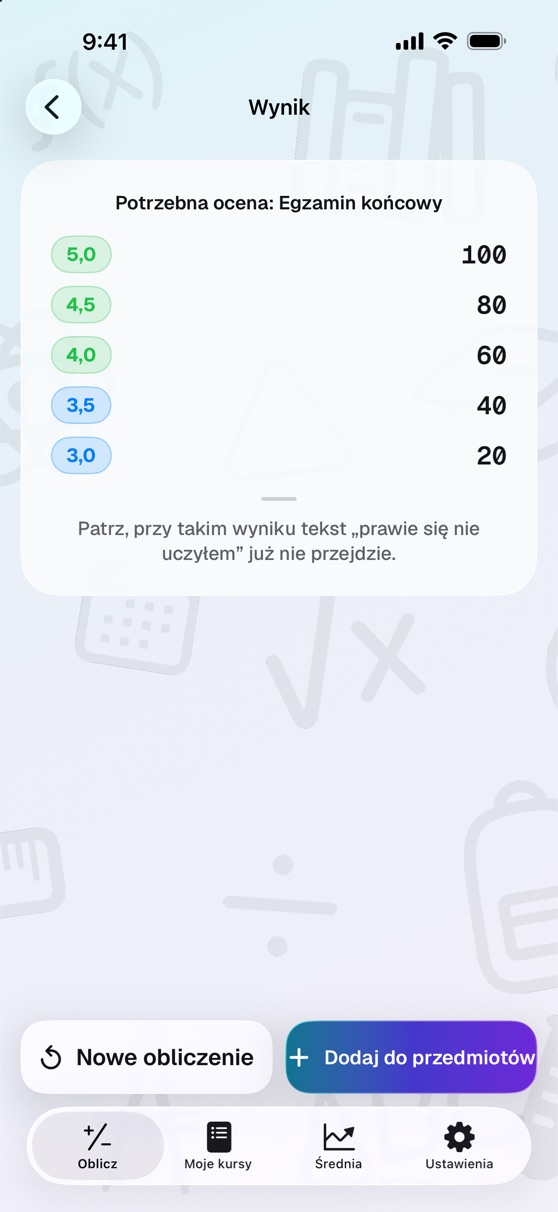 9:41
Wynik
Potrzebna ocena: Egzamin końcowy
5,0 100
4,5 80
4,0 60
3,5 40
3,0 20
Patrz, przy takim wyniku tekst „prawie się nie
uczyłem” już nie przejdzie.
Nowe obliczenie
+ Dodaj do przedmiotów
Oblicz
Moje kursy
Średnia
Ustawienia